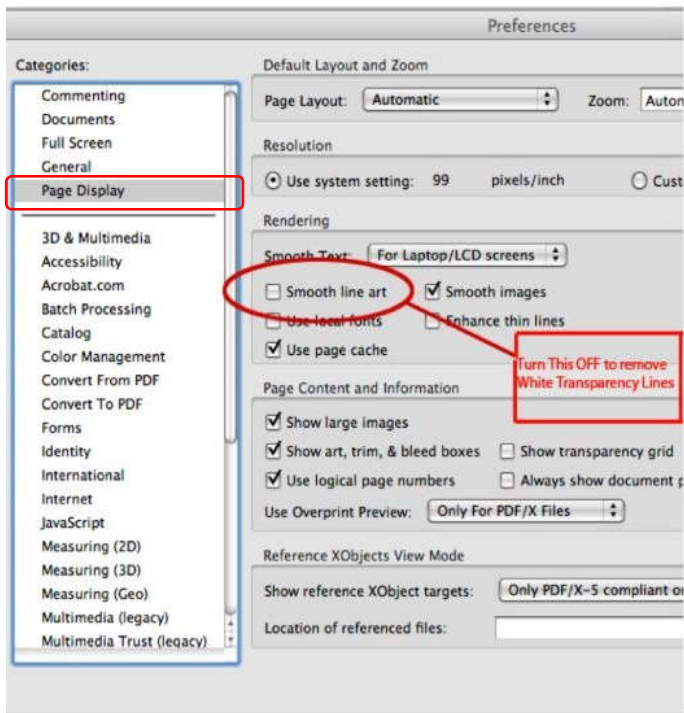 Preferences
Categories:
Commenting
Documents
Full Screen
General
Page Display
3D & Multimedia
Accessibility
Acrobat.com
Batch Processing
Catalog
Color Management
Convert From PDF
Convert To PDF
Forms
Identity
International
Internet
JavaScript
Measuring (2D)
Measuring (3D)
Measuring (Geo)
Multimedia (legacy)
Multimedia Trust (legacy)
Default Layout and Zoom
Page Layout: Automatic Zoom: Auton
Resolution
Use system setting: 99 pixels/inch Cust
Rendering
Smooth Text: For Laptop/LCD screens
Smooth line art Smooth images
Use local fonts Enhance thin lines
Use page cache
Turn This OFF to remove
White Transparency Lines
Page Content and Information
Show large images
Show art, trim, & bleed boxes Show transparency grid
Use logical page numbers Always show document p
Use Overprint Preview: Only For PDF/X Files
Reference XObjects View Mode
Show reference XObject targets: Only PDF/X-5 compliant o
Location of referenced files: